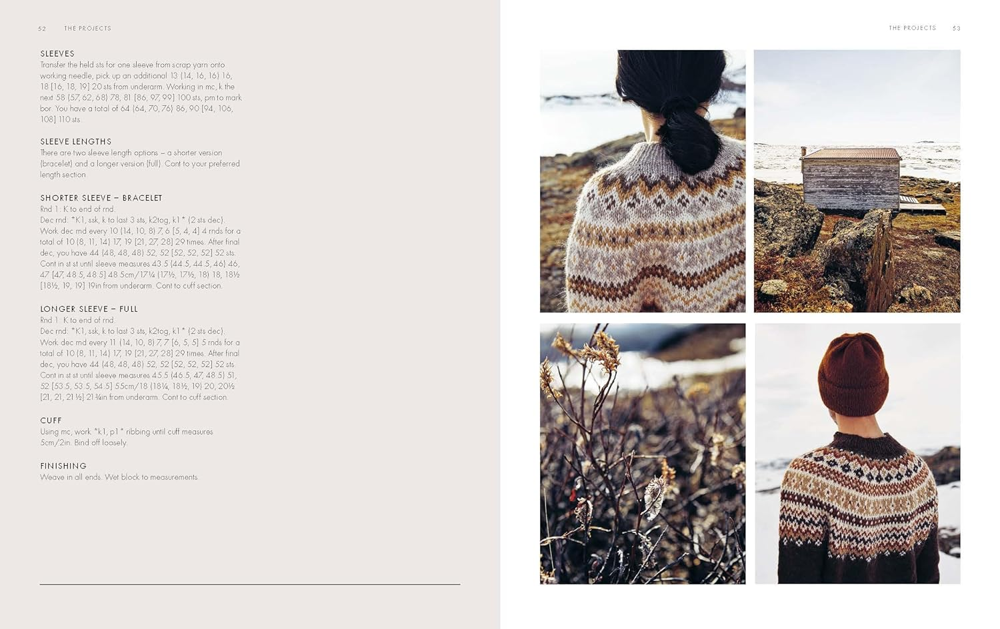 52 THE PROJECTS
SLEEVES
Transfer the held sts for one sleeve from scrap yarn onto
working needle, pick up an additional 13 (14, 16, 16) 16,
18 [16, 18, 19] 20 sts from underarm. Working in mc, k the
next 58 (57, 62, 68) 78, 81 [86, 97, 99] 100 sts, pm to mark
bor. You have a total of 64 (64, 70, 76) 86, 90 [94, 106,
108] 110 sts.
SLEEVE LENGTHS
There are two sleeve length options – a shorter version
(bracelet) and a longer version (full). Cont to your preferred
length section.
SHORTER SLEEVE – BRACELET
Rnd 1: K to end of rnd.
Dec rnd: *K1, ssk, k to last 3 sts, k2tog, k1* (2 sts dec).
Work dec rnd every 10 (14, 10, 8) 7, 6 [5, 4, 4] 4 rnds for a
total of 10 (8, 11, 14) 17, 19 [21, 27, 28] 29 times. After final
dec, you have 44 (48, 48, 48) 52, 52 [52, 52, 52] 52 sts.
Cont in st st until sleeve measures 43.5 (44.5, 44.5, 46) 46,
47 [47, 48.5, 48.5] 48.5cm/17¼ (17½, 17½, 18) 18, 18½
[18½, 19, 19] 19in from underarm. Cont to cuff section.
LONGER SLEEVE – FULL
Rnd 1: K to end of rnd.
Dec rnd: *K1, ssk, k to last 3 sts, k2tog, k1* (2 sts dec).
Work dec rnd every 11 (14, 10, 8) 7, 7 [6, 5, 5] 5 rnds for a
total of 10 (8, 11, 14) 17, 19 [21, 27, 28] 29 times. After final
dec, you have 44 (48, 48, 48) 52, 52 [52, 52, 52] 52 sts.
Cont in st st until sleeve measures 45.5 (46.5, 47, 48.5) 51,
52 [53.5, 53.5, 54.5] 55cm/18 (18¼, 18½, 19) 20, 20½
[21, 21, 21½] 21¾in from underarm. Cont to cuff section.
CUFF
Using mc, work *k1, p1* ribbing until cuff measures
5cm/2in. Bind off loosely.
FINISHING
Weave in all ends. Wet block to measurements.
THE PROJECTS 53